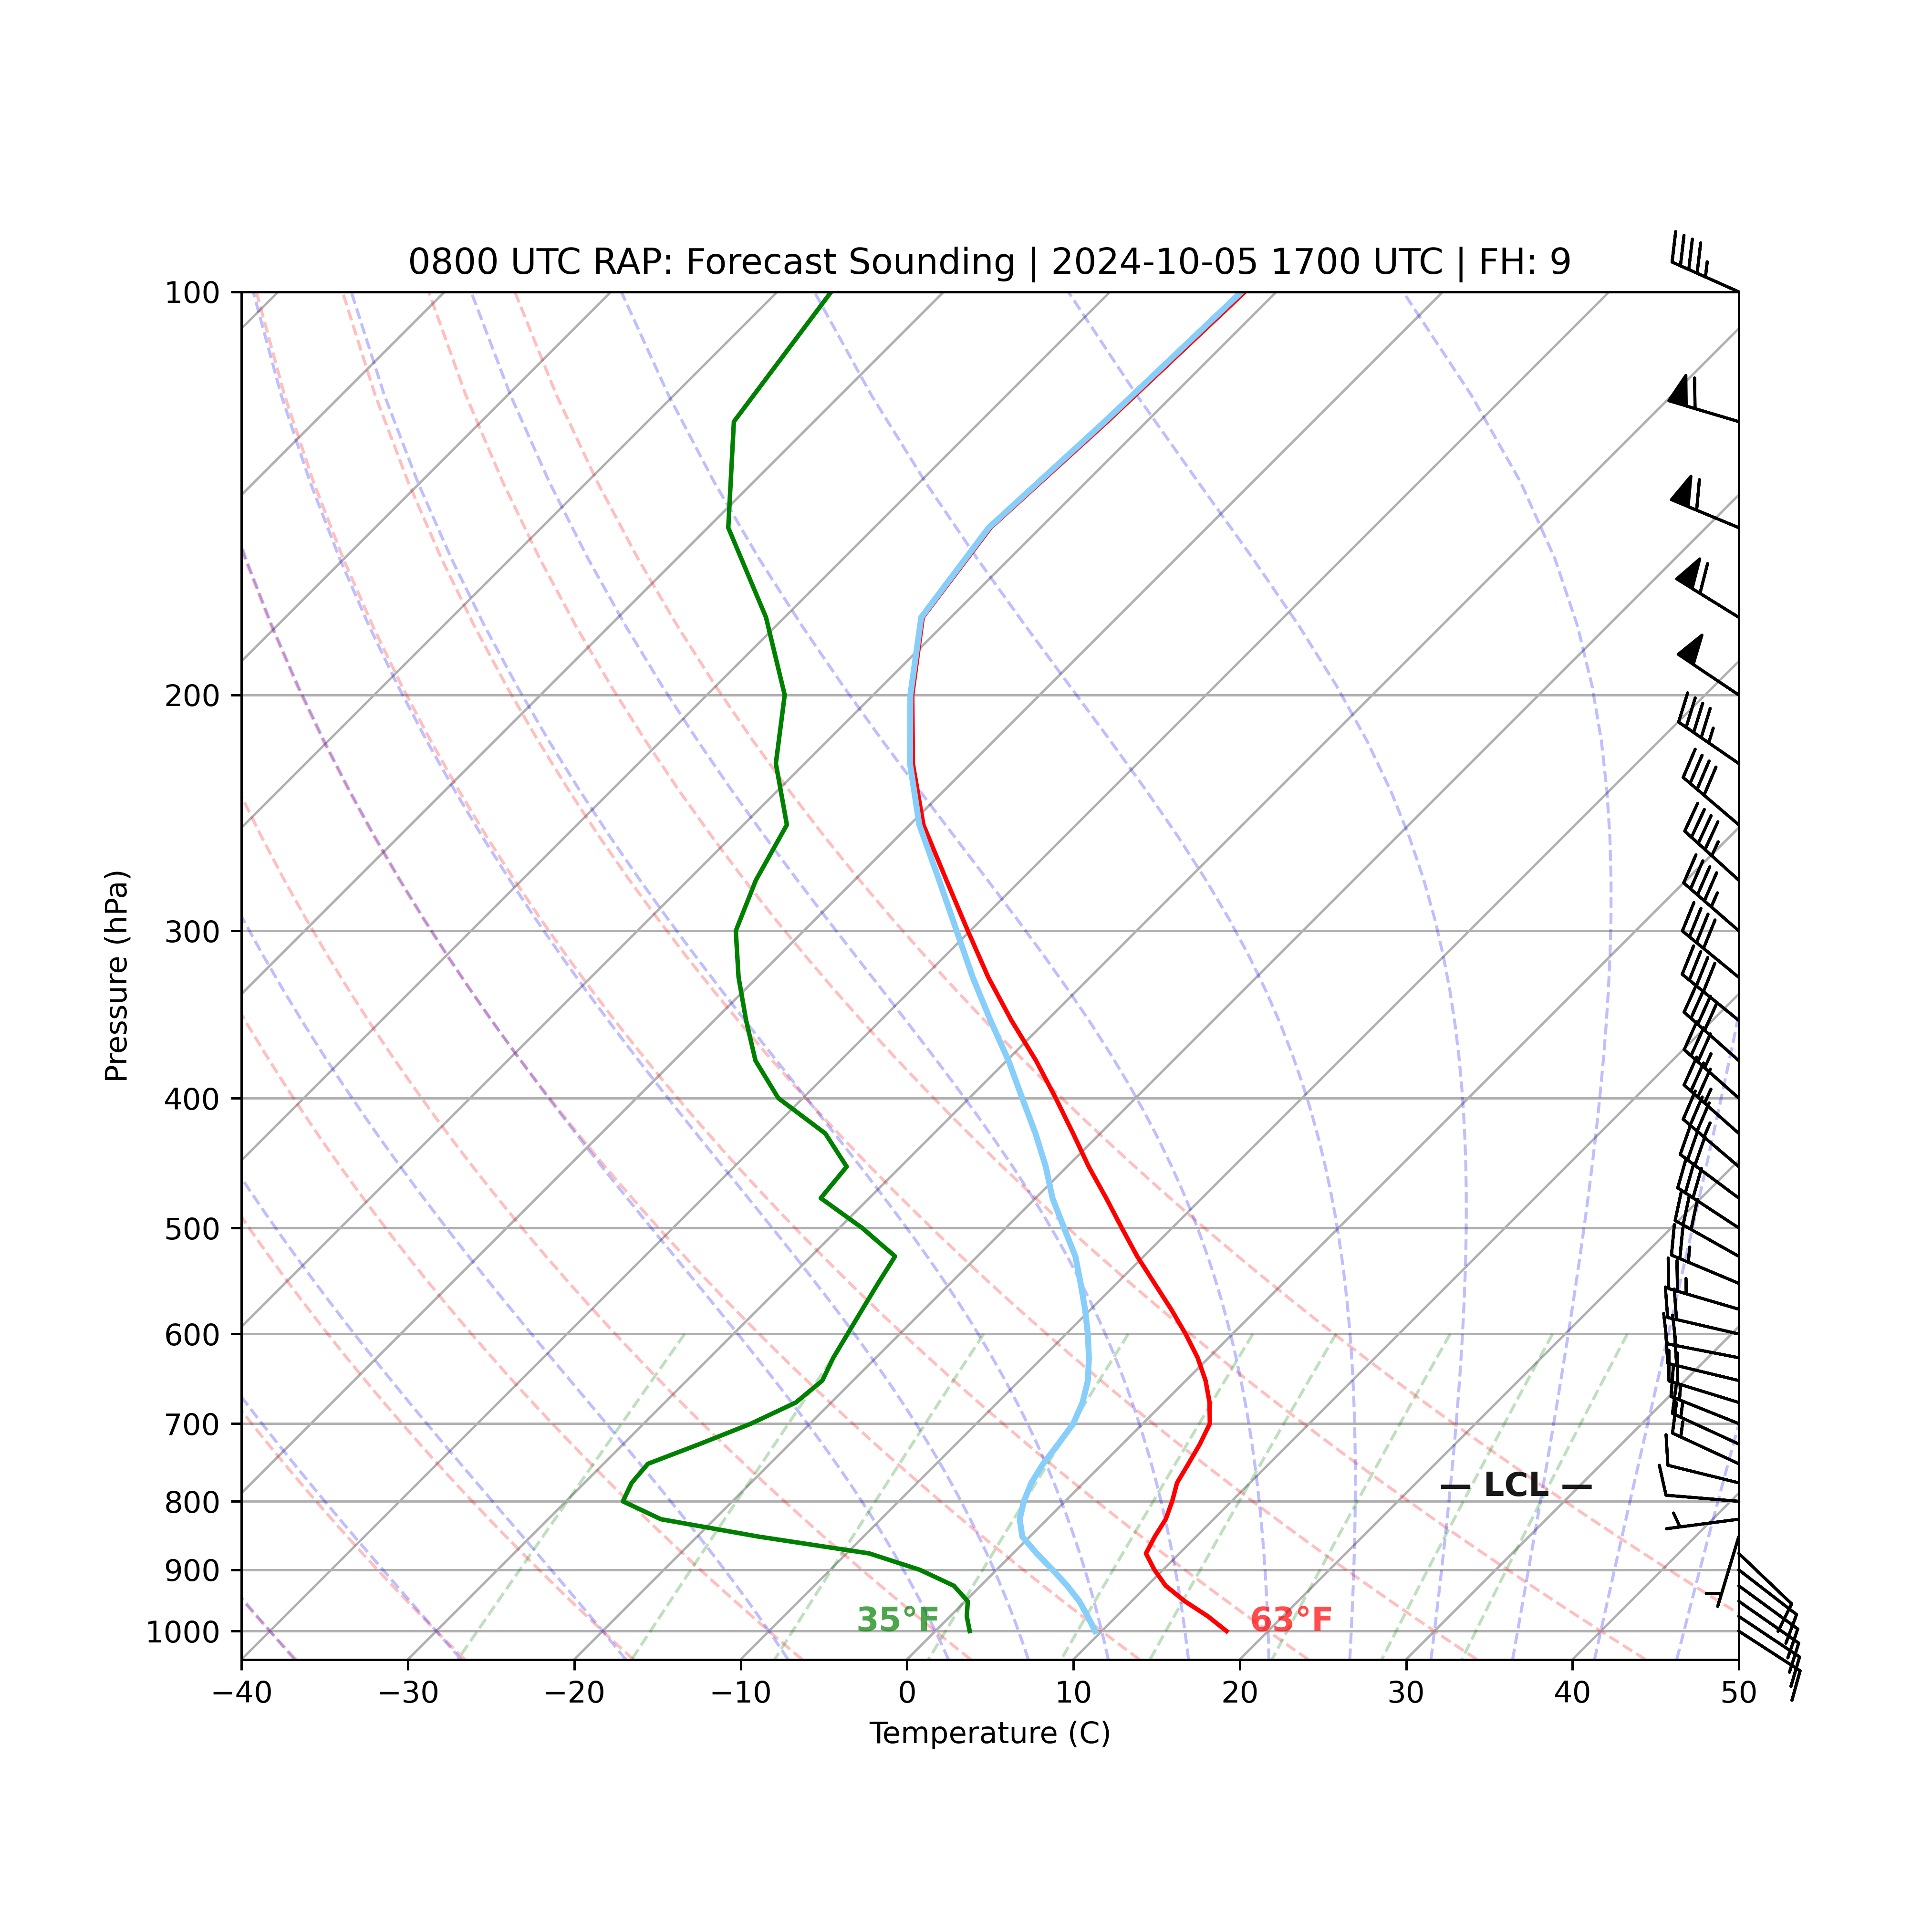 0800 UTC RAP: Forecast Sounding | 2024-10-05 1700 UTC | FH: 9
100
200
300
400
500
600
700
800
900
1000
Pressure (hPa)
— LCL —
35°F
63°F
−40 −30 −20 −10 0 10 20 30 40 50
Temperature (C)